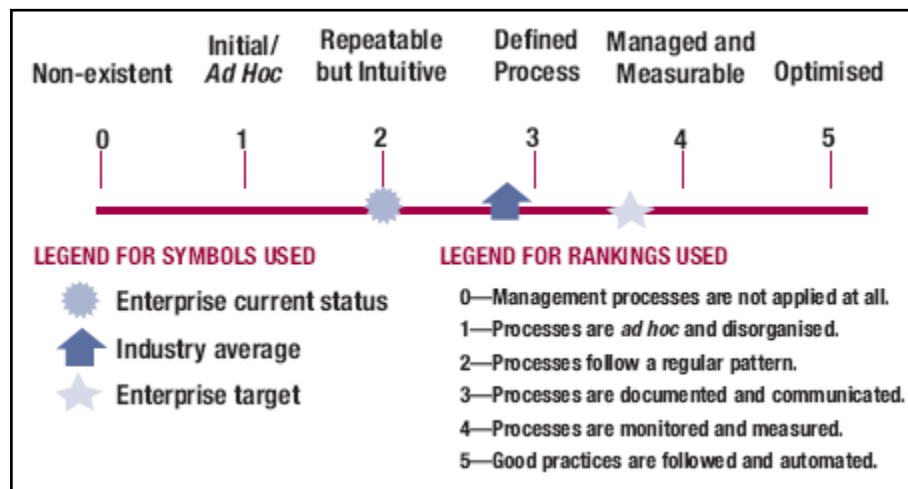 Non-existent
Initial/
Ad Hoc
Repeatable
but Intuitive
Defined
Process
Managed and
Measurable
Optimised
0
1
2
3
4
5
LEGEND FOR SYMBOLS USED
Enterprise current status
Industry average
Enterprise target
LEGEND FOR RANKINGS USED
0—Management processes are not applied at all.
1—Processes are ad hoc and disorganised.
2—Processes follow a regular pattern.
3—Processes are documented and communicated.
4—Processes are monitored and measured.
5—Good practices are followed and automated.